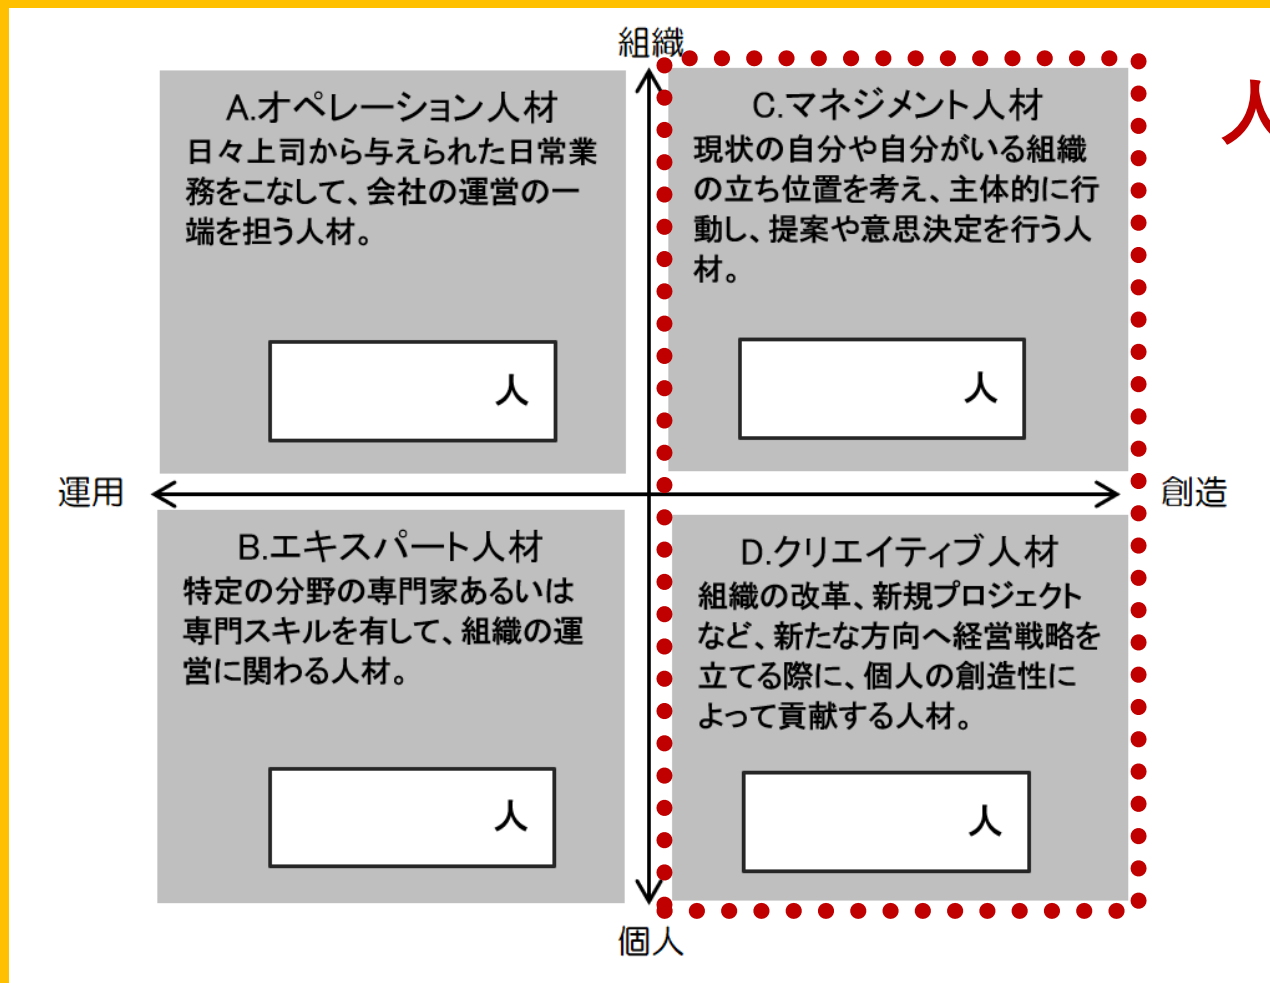 組織
A.オペレーション人材
日々上司から与えられた日常業
務をこなして、会社の運営の一
端を担う人材。
人
C.マネジメント人材
現状の自分や自分がいる組織
の立ち位置を考え、主体的に行
動し、提案や意思決定を行う人
材。
人
人
運用
創造
B.エキスパート人材
特定の分野の専門家あるいは
専門スキルを有して、組織の運
営に関わる人材。
人
D.クリエイティブ人材
組織の改革、新規プロジェクト
など、新たな方向へ経営戦略を
立てる際に、個人の創造性に
よって貢献する人材。
人
個人